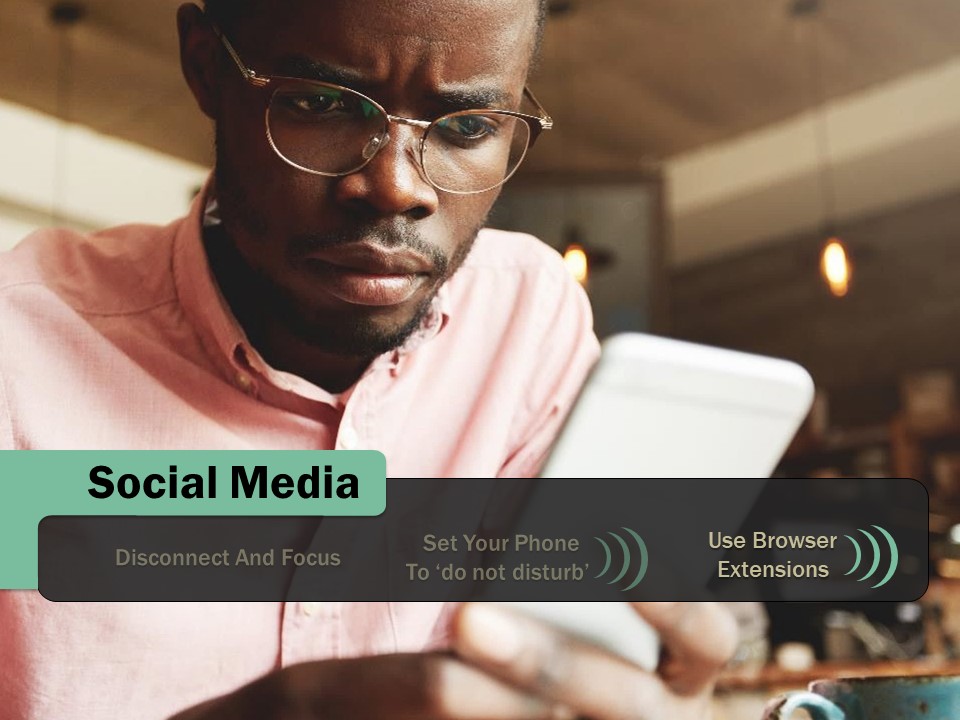 Social Media
Disconnect And Focus
Set Your Phone
To ‘do not disturb’
Use Browser
Extensions